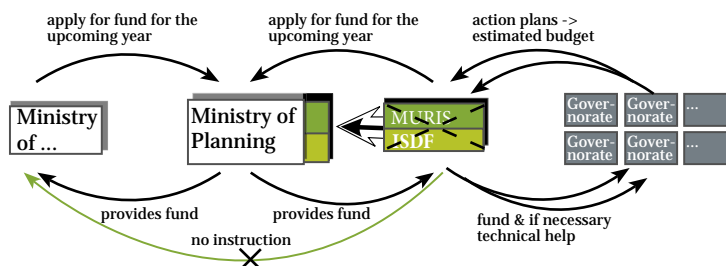 apply for fund for the
upcoming year
apply for fund for the
upcoming year
action plans ->
estimated budget
Ministry
of ...
Ministry of
Planning
MURIS
ISDF
Gover-
norate
Gover-
norate
...
Gover-
norate
Gover-
norate
...
provides fund
provides fund
no instruction
fund & if necessary
technical help